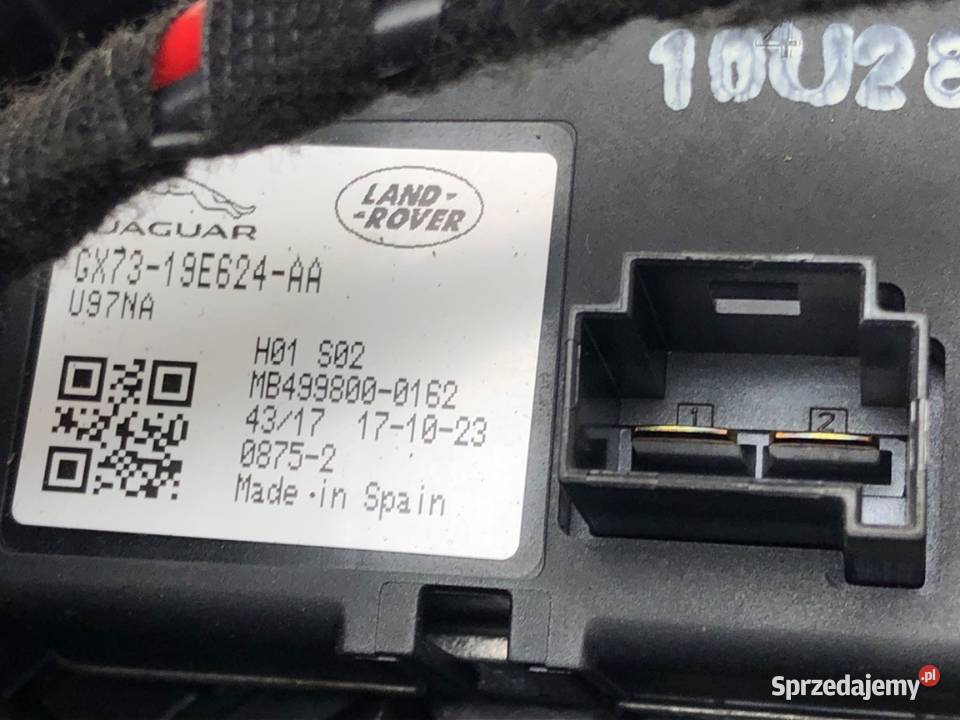 10U28
JAGUAR
LAND-
-ROVER
GX73-19E624-AA
U97NA
H01 S02
MB499800-0162
43/17 17-10-23
0875-2
Made in Spain
1
2
Sprzedajemy.pl